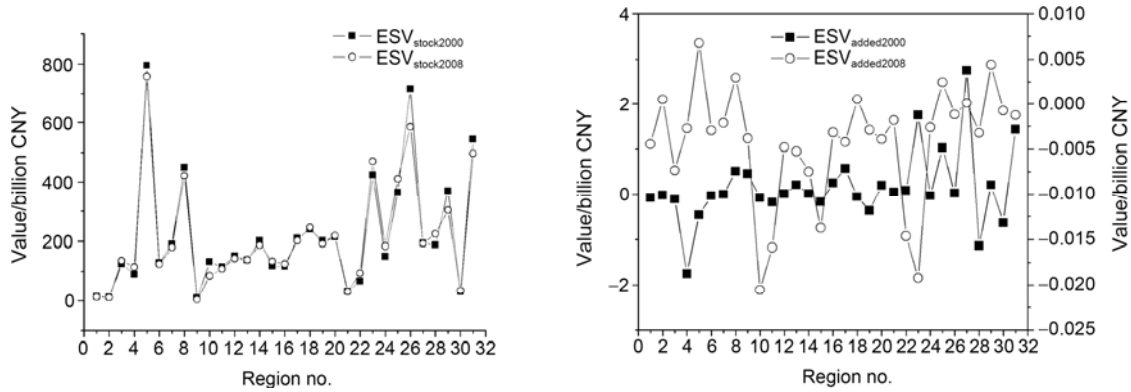 ESVstock2000
ESVstock2008
800
600
400
200
0
0 2 4 6 8 10 12 14 16 18 20 22 24 26 28 30 32
Region no.
Value/billion CNY
ESVadded2000
ESVadded2008
4
2
0
−2
0.010
0.005
0.000
−0.005
−0.010
−0.015
−0.020
−0.025
0 2 4 6 8 10 12 14 16 18 20 22 24 26 28 30 32
Region no.
Value/billion CNY
Value/billion CNY